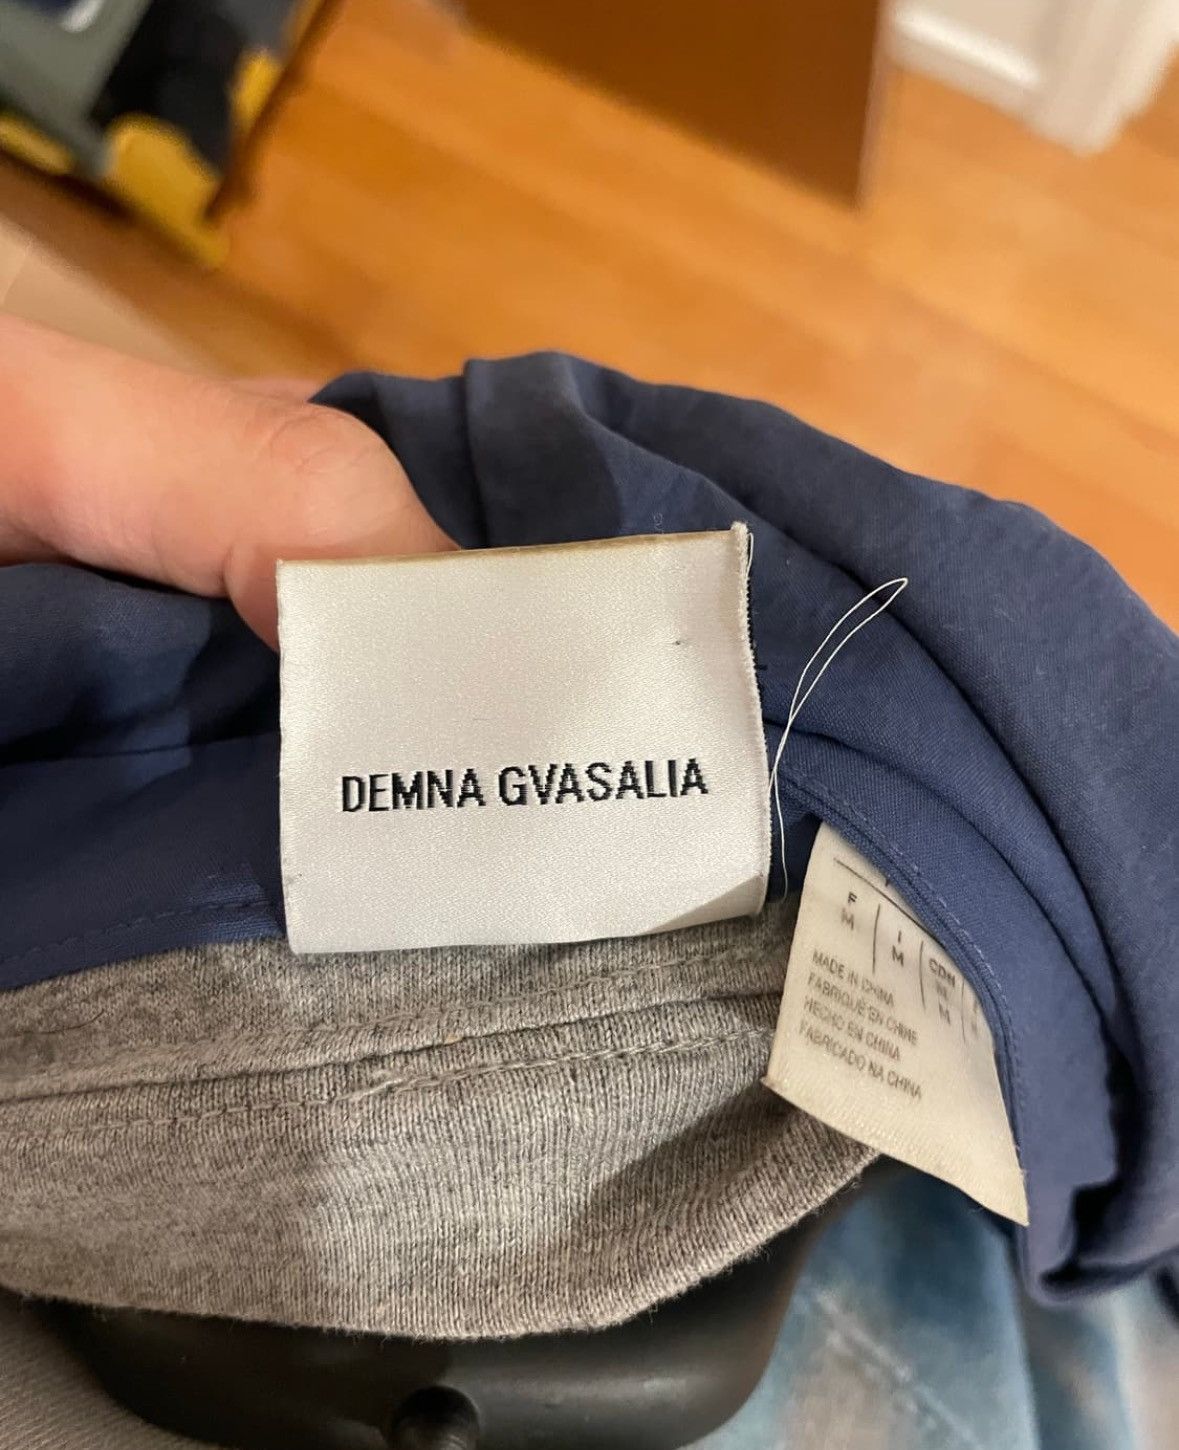 DEMNA GVASALIA
F
I
CDN
M
M
M
MADE IN CHINA
FABRIQUÉ EN CHINE
HECHO EN CHINA
FABRICADO NA CHINA